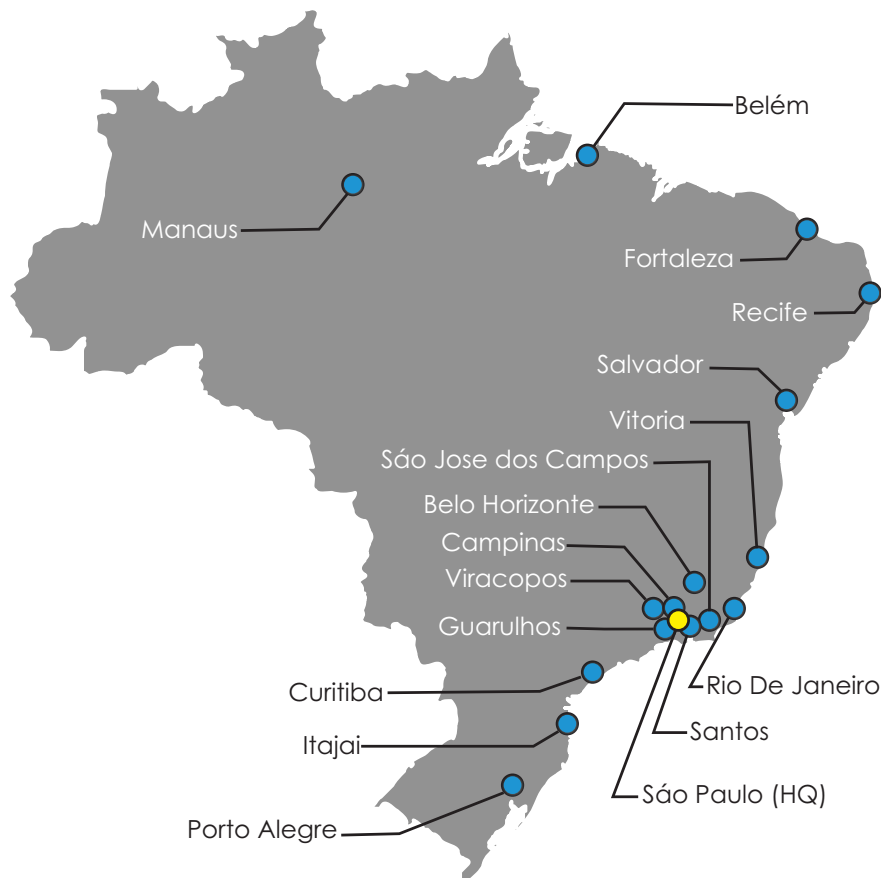 Belém
Manaus
Fortaleza
Recife
Salvador
Vitoria
Sáo Jose dos Campos
Belo Horizonte
Campinas
Viracopos
Guarulhos
Rio De Janeiro
Curitiba
Santos
Itajai
Sáo Paulo (HQ)
Porto Alegre